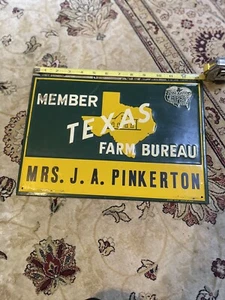 MEMBER
TEXAS
FARM BUREAU
MRS. J. A. PINKERTON